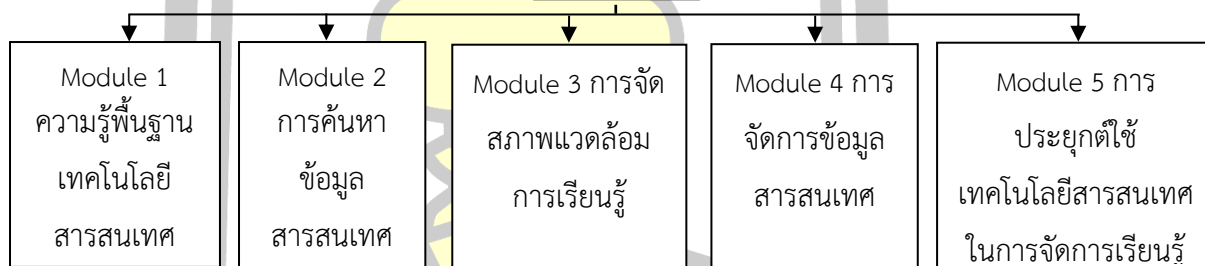 Module 1
ความรู้พื้นฐาน
เทคโนโลยี
สารสนเทศ
Module 2
การค้นหา
ข้อมูล
สารสนเทศ
Module 3 การจัด
สภาพแวดล้อม
การเรียนรู้
Module 4 การ
จัดการข้อมูล
สารสนเทศ
Module 5 การ
ประยุกต์ใช้
เทคโนโลยีสารสนเทศ
ในการจัดการเรียนรู้